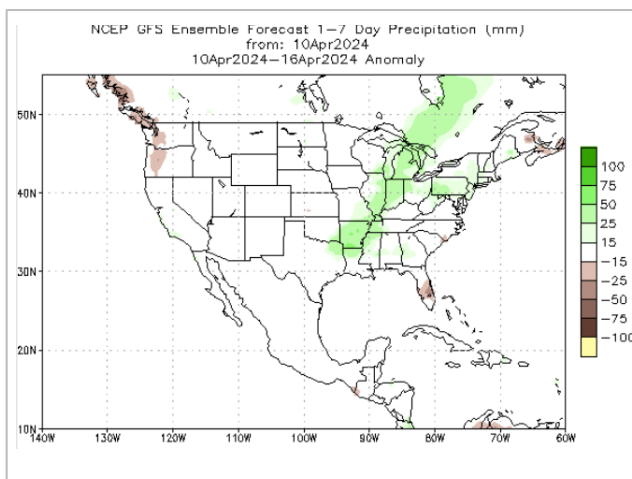 NCEP GFS Ensemble Forecast 1-7 Day Precipitation (mm)
from: 10Apr2024
10Apr2024-16Apr2024 Anomaly
50N
40N
30N
20N
10N
140W 130W 120W 110W 100W 90W 80W 70W 60W
100
75
50
25
15
-15
-25
-50
-75
-100